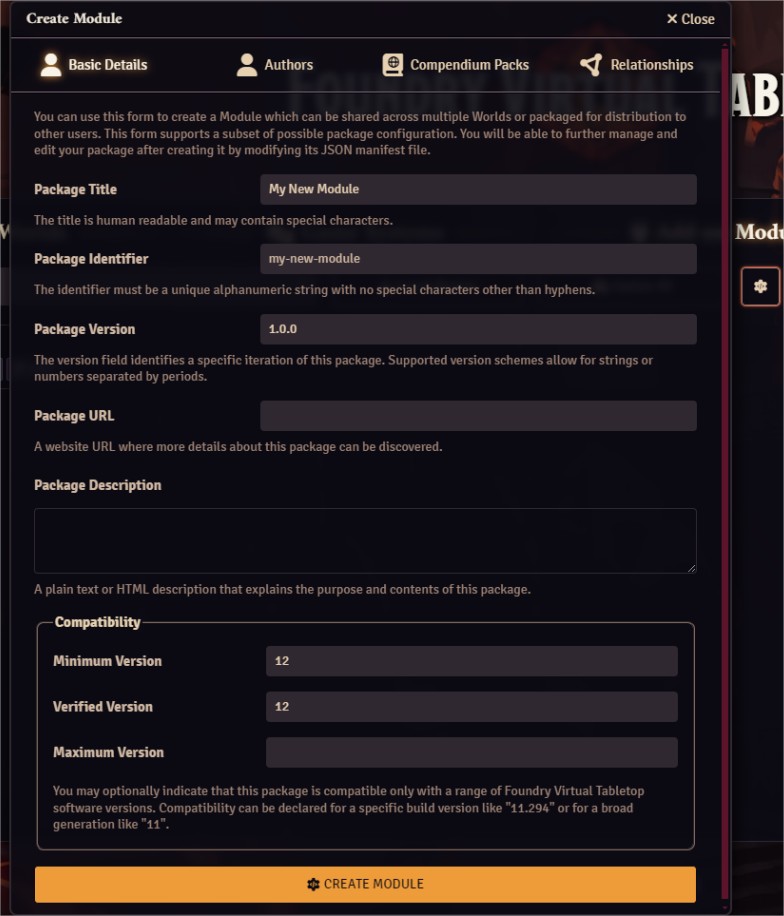 Create Module
Close
Basic Details
Authors
Compendium Packs
Relationships
You can use this form to create a Module which can be shared across multiple Worlds or packaged for distribution to
other users. This form supports a subset of possible package configuration. You will be able to further manage and
edit your package after creating it by modifying its JSON manifest file.
Package Title
My New Module
The title is human readable and may contain special characters.
Package Identifier
my-new-module
The identifier must be a unique alphanumeric string with no special characters other than hyphens.
Package Version
1.0.0
The version field identifies a specific iteration of this package. Supported version schemes allow for strings or
numbers separated by periods.
Package URL
A website URL where more details about this package can be discovered.
Package Description
A plain text or HTML description that explains the purpose and contents of this package.
Compatibility
Minimum Version
12
Verified Version
12
Maximum Version
You may optionally indicate that this package is compatible only with a range of Foundry Virtual Tabletop
software versions. Compatibility can be declared for a specific build version like "11.294" or for a broad
generation like "11".
CREATE MODULE
Foundry Virtual Tabl
Modu